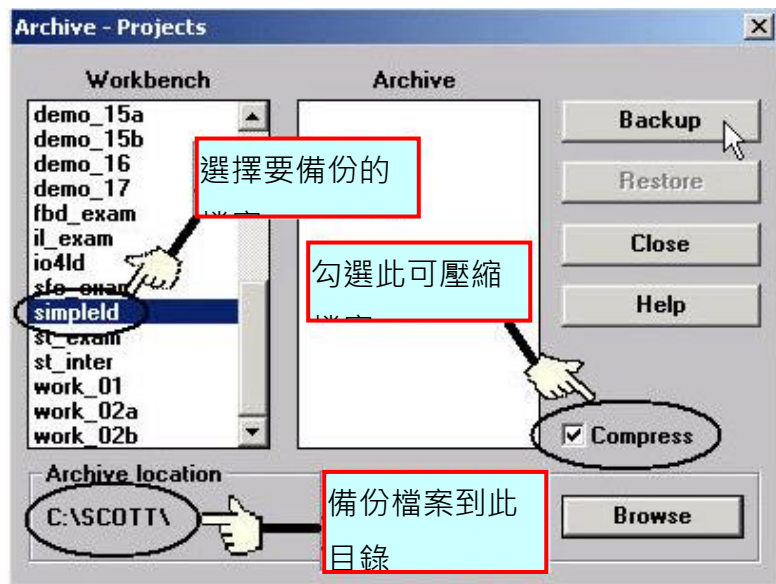 Archive - Projects
Workbench
Archive
demo_15a
demo_15b
demo_16
demo_17
fbd_exam
il_exam
io4ld
simpleld
st_exam
st_inter
work_01
work_02a
work_02b
選擇要備份的
勾選此可壓縮
Backup
Restore
Close
Help
Compress
Archive location
C:\SCOTT\
備份檔案到此
目錄
Browse